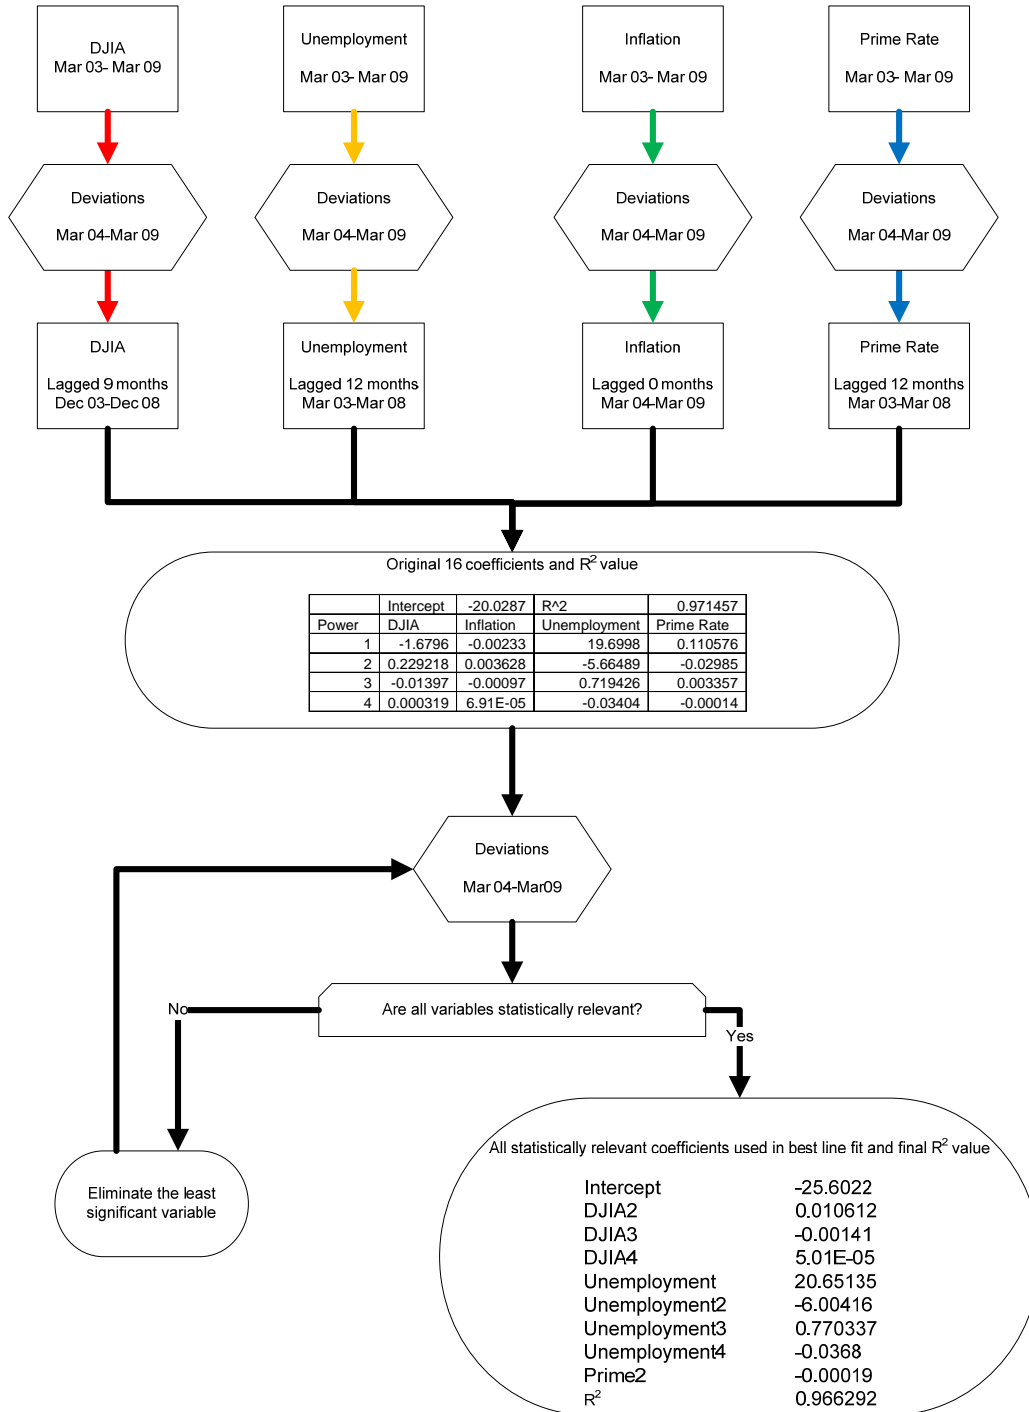 DJIA
Mar 03- Mar 09
Unemployment
Mar 03- Mar 09
Inflation
Mar 03- Mar 09
Prime Rate
Mar 03- Mar 09
Deviations
Mar 04-Mar 09
Deviations
Mar 04-Mar 09
Deviations
Mar 04-Mar 09
Deviations
Mar 04-Mar 09
DJIA
Lagged 9 months
Dec 03-Dec 08
Unemployment
Lagged 12 months
Mar 03-Mar 08
Inflation
Lagged 0 months
Mar 04-Mar 09
Prime Rate
Lagged 12 months
Mar 03-Mar 08
Original 16 coefficients and R² value
Intercept -20.0287 R^2 0.971457
Power DJIA Inflation Unemployment Prime Rate
1 -1.6796 -0.00233 19.6998 0.110576
2 0.229218 0.003628 -5.66489 -0.02985
3 -0.01397 -0.00097 0.719426 0.003357
4 0.000319 6.91E-05 -0.03404 -0.00014
Deviations
Mar 04-Mar09
Are all variables statistically relevant?
No
Yes
Eliminate the least
significant variable
All statistically relevant coefficients used in best line fit and final R² value
Intercept -25.6022
DJIA2 0.010612
DJIA3 -0.00141
DJIA4 5.01E-05
Unemployment 20.65135
Unemployment2 -6.00416
Unemployment3 0.770337
Unemployment4 -0.0368
Prime2 -0.00019
R² 0.966292